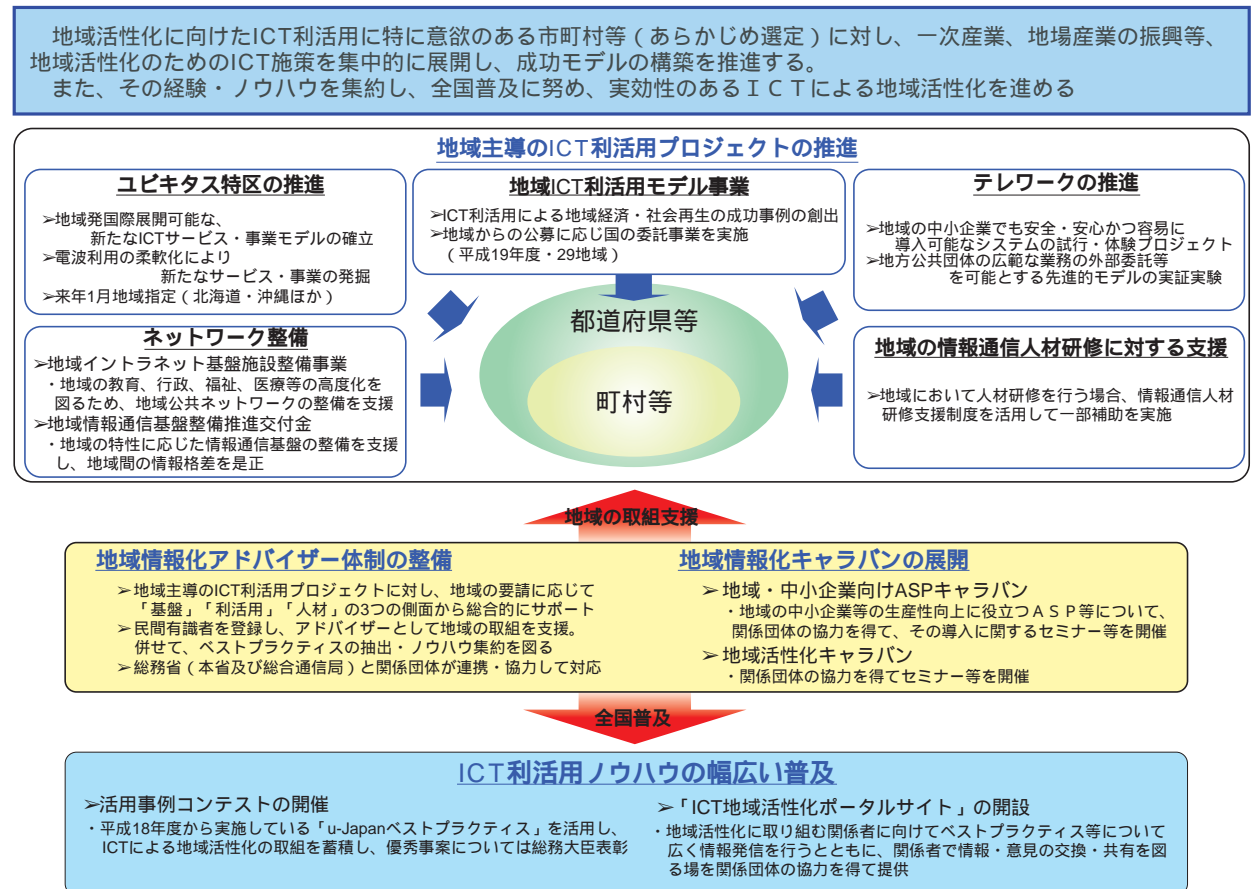 地域活性化に向けたICT利活用に特に意欲のある市町村等（あらかじめ選定）に対し、一次産業、地場産業の振興等、
地域活性化のためのICT施策を集中的に展開し、成功モデルの構築を推進する。
また、その経験・ノウハウを集約し、全国普及に努め、実効性のあるＩＣＴによる地域活性化を進める
地域主導のICT利活用プロジェクトの推進
ユビキタス特区の推進
➢地域発国際展開可能な、
新たなICTサービス・事業モデルの確立
➢電波利用の柔軟化により
新たなサービス・事業の発掘
➢来年1月地域指定（北海道・沖縄ほか）
地域ICT利活用モデル事業
➢ICT利活用による地域経済・社会再生の成功事例の創出
➢地域からの公募に応じ国の委託事業を実施
（平成19年度・29地域）
テレワークの推進
➢地域の中小企業でも安全・安心かつ容易に
導入可能なシステムの試行・体験プロジェクト
➢地方公共団体の広範な業務の外部委託等
を可能とする先進的モデルの実証実験
ネットワーク整備
➢地域イントラネット基盤施設整備事業
・地域の教育、行政、福祉、医療等の高度化を
図るため、地域公共ネットワークの整備を支援
➢地域情報通信基盤整備推進交付金
・地域の特性に応じた情報通信基盤の整備を支援
し、地域間の情報格差を是正
都道府県等
町村等
地域の情報通信人材研修に対する支援
➢地域において人材研修を行う場合、情報通信人材
研修支援制度を活用して一部補助を実施
地域の取組支援
地域情報化アドバイザー体制の整備
➢地域主導のICT利活用プロジェクトに対し、地域の要請に応じて
「基盤」「利活用」「人材」の3つの側面から総合的にサポート
➢民間有識者を登録し、アドバイザーとして地域の取組を支援。
併せて、ベストプラクティスの抽出・ノウハウ集約を図る
➢総務省（本省及び総合通信局）と関係団体が連携・協力して対応
地域情報化キャラバンの展開
➢地域・中小企業向けASPキャラバン
・地域の中小企業等の生産性向上に役立つＡＳＰ等について、
関係団体の協力を得て、その導入に関するセミナー等を開催
➢地域活性化キャラバン
・関係団体の協力を得てセミナー等を開催
全国普及
ICT利活用ノウハウの幅広い普及
➢活用事例コンテストの開催
・平成18年度から実施している「u-Japanベストプラクティス」を活用し、
ICTによる地域活性化の取組を蓄積し、優秀事案については総務大臣表彰
➢「ICT地域活性化ポータルサイト」の開設
・地域活性化に取り組む関係者に向けてベストプラクティス等について
広く情報発信を行うとともに、関係者で情報・意見の交換・共有を図
る場を関係団体の協力を得て提供